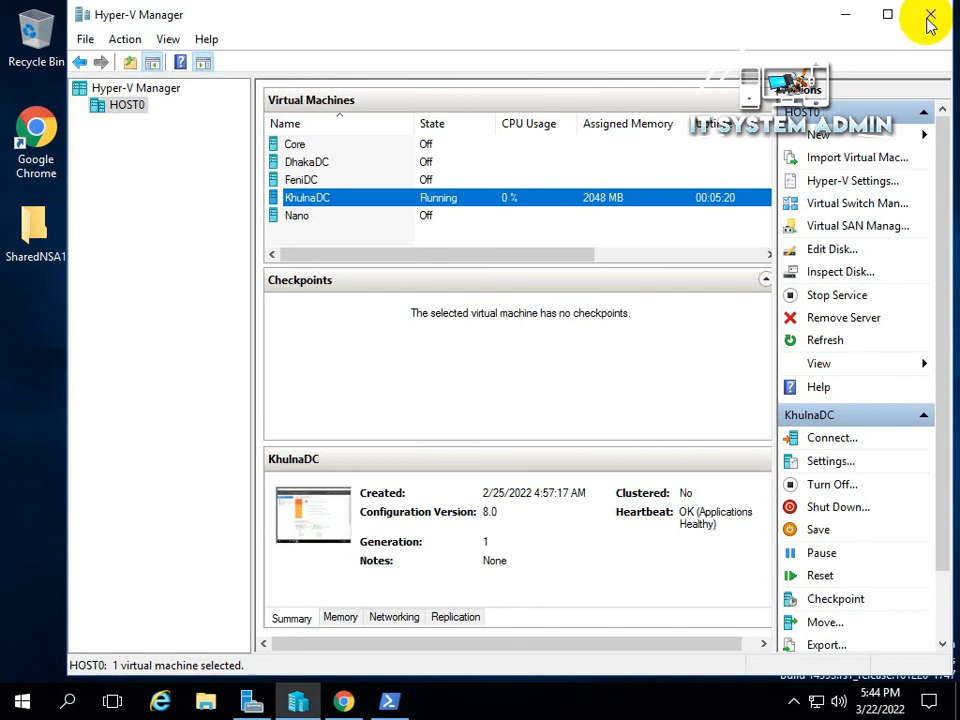 Hyper-V Manager
Recycle Bin
File Action View Help
Hyper-V Manager
HOST0
Google
Chrome
SharedNSA1
Virtual Machines
Name State CPU Usage Assigned Memory
Core Off
DhakaDC Off
FeniDC Off
KhulnaDC Running 0 % 2048 MB 00:05:20
Nano Off
Checkpoints
The selected virtual machine has no checkpoints.
KhulnaDC
Created: 2/25/2022 4:57:17 AM Clustered: No
Configuration Version: 8.0 Heartbeat: OK (Applications
Healthy)
Generation: 1
Notes: None
Summary Memory Networking Replication
IT SYSTEM ADMIN
HOST0
New
Import Virtual Mac...
Hyper-V Settings...
Virtual Switch Man...
Virtual SAN Manag...
Edit Disk...
Inspect Disk...
Stop Service
Remove Server
Refresh
View
Help
KhulnaDC
Connect...
Settings...
Turn Off...
Shut Down...
Save
Pause
Reset
Checkpoint
Move...
Export...
HOST0: 1 virtual machine selected.
5:44 PM
3/22/2022